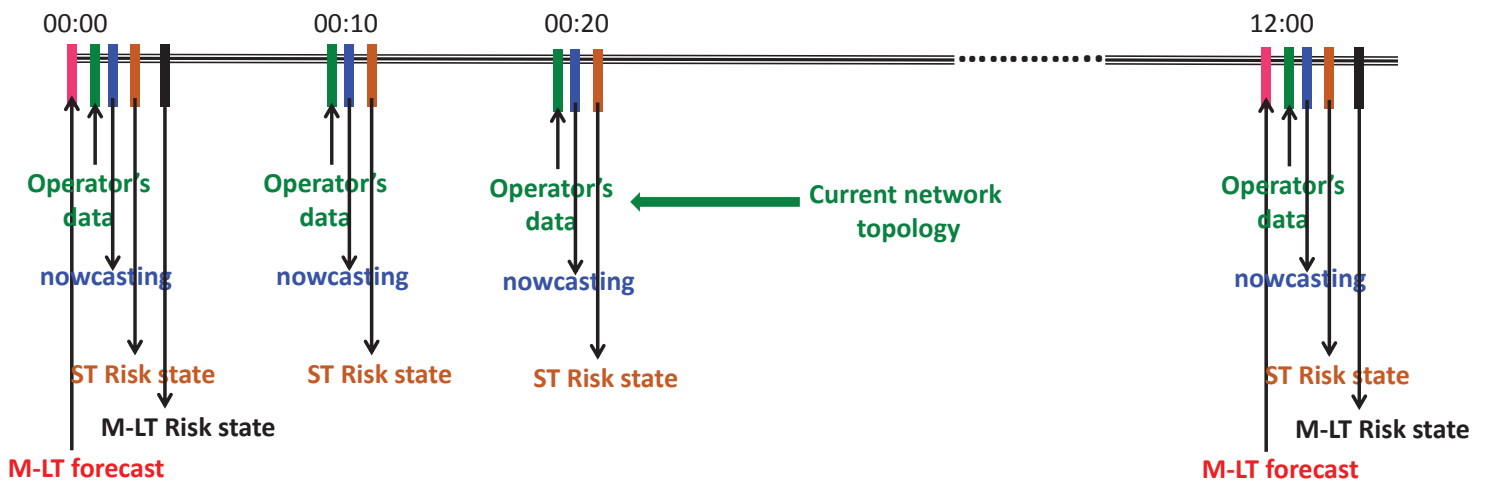 00:00
00:10
00:20
12:00
Operator's
data
Operator's
data
Operator's
data
Current network
topology
Operator's
data
nowcasting
nowcasting
nowcasting
nowcasting
ST Risk state
ST Risk state
ST Risk state
ST Risk state
M-LT Risk state
M-LT Risk state
M-LT forecast
M-LT forecast